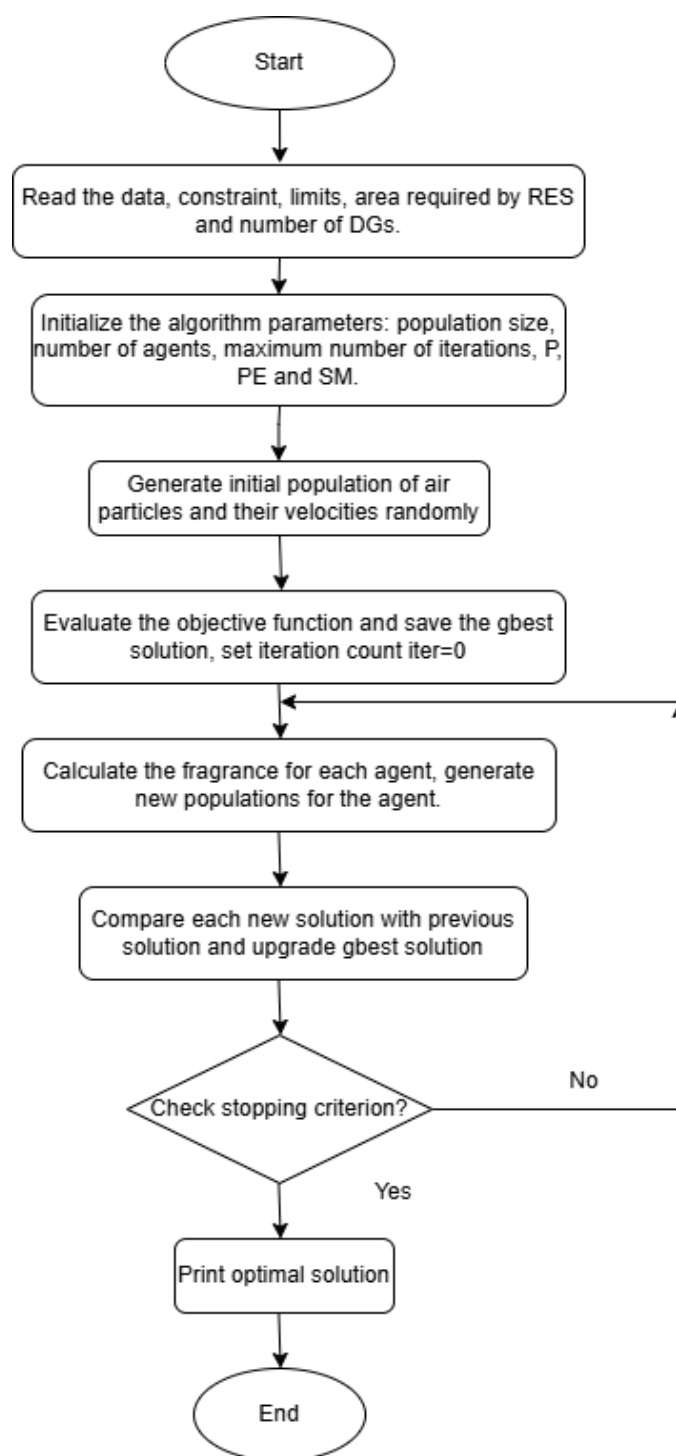 Start
Read the data, constraint, limits, area required by RES
and number of DGs.
Initialize the algorithm parameters: population size,
number of agents, maximum number of iterations, P,
PE and SM.
Generate initial population of air
particles and their velocities randomly
Evaluate the objective function and save the gbest
solution, set iteration count iter=0
Calculate the fragrance for each agent, generate
new populations for the agent.
Compare each new solution with previous
solution and upgrade gbest solution
Check stopping criterion?
No
Yes
Print optimal solution
End